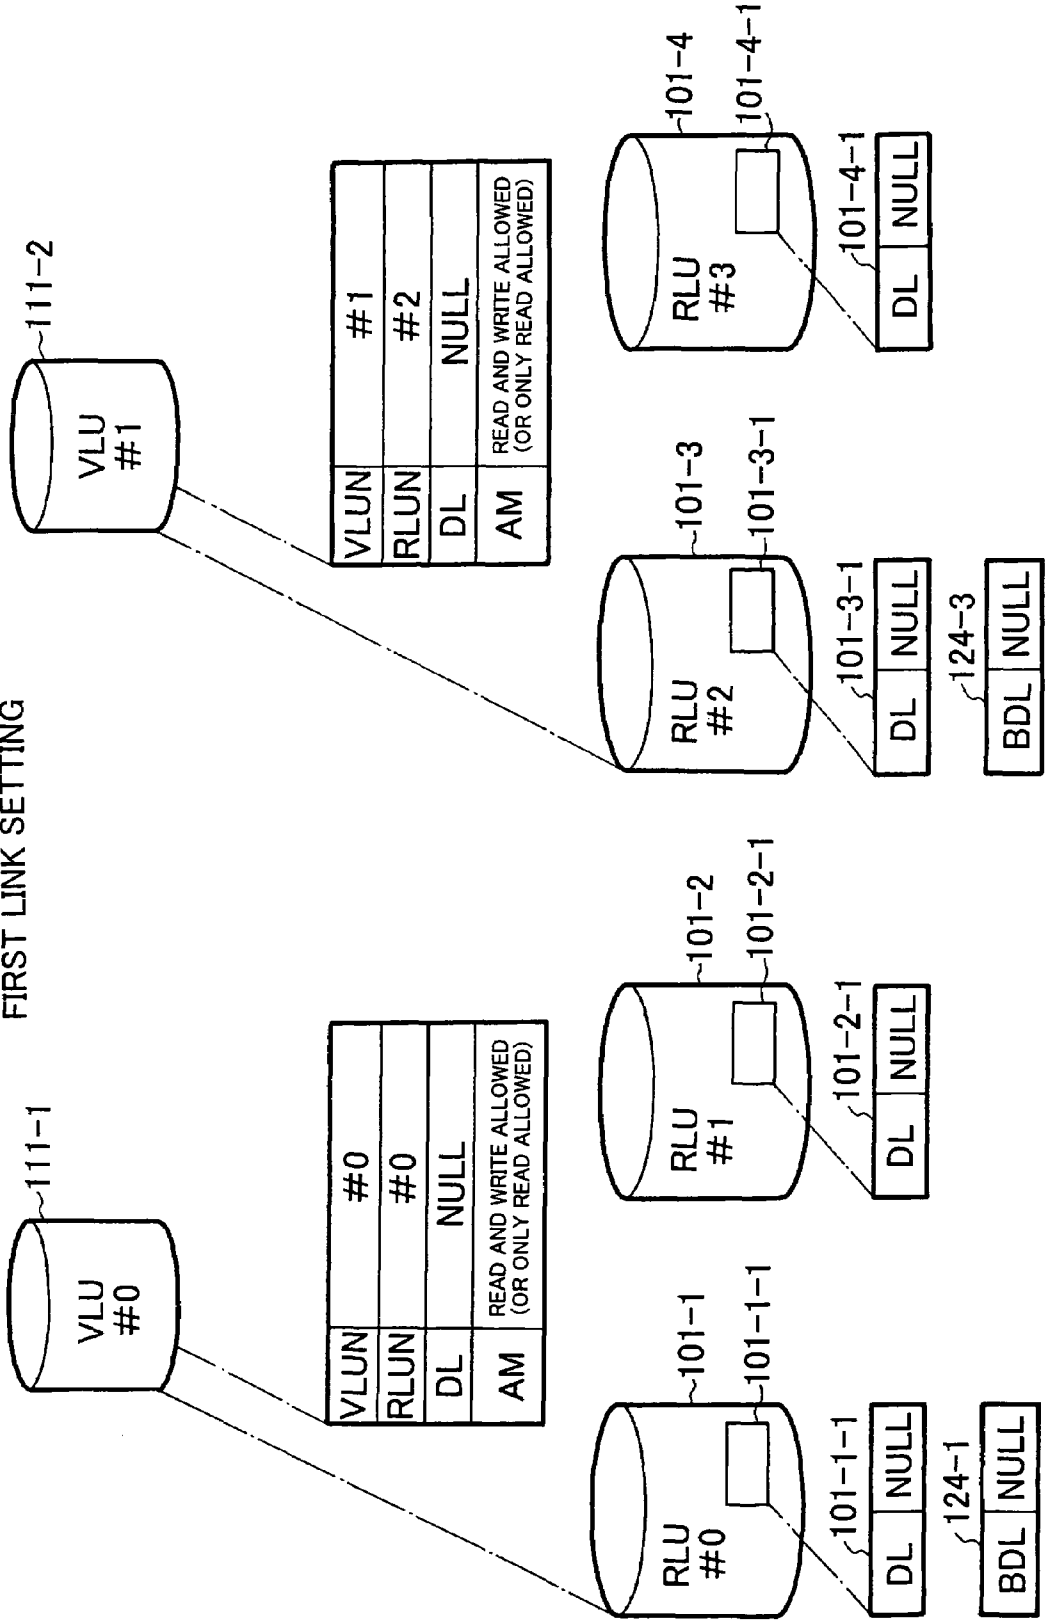 FIRST LINK SETTING
111-1
VLU
#0
111-2
VLU
#1
VLUN #0
RLUN #0
DL NULL
AM READ AND WRITE ALLOWED
(OR ONLY READ ALLOWED)
VLUN #1
RLUN #2
DL NULL
AM READ AND WRITE ALLOWED
(OR ONLY READ ALLOWED)
RLU
#0
101-1
101-1-1
RLU
#1
101-2
101-2-1
RLU
#2
101-3
101-3-1
RLU
#3
101-4
101-4-1
101-1-1
DL NULL
101-2-1
DL NULL
101-3-1
DL NULL
101-4-1
DL NULL
124-1
BDL NULL
124-3
BDL NULL